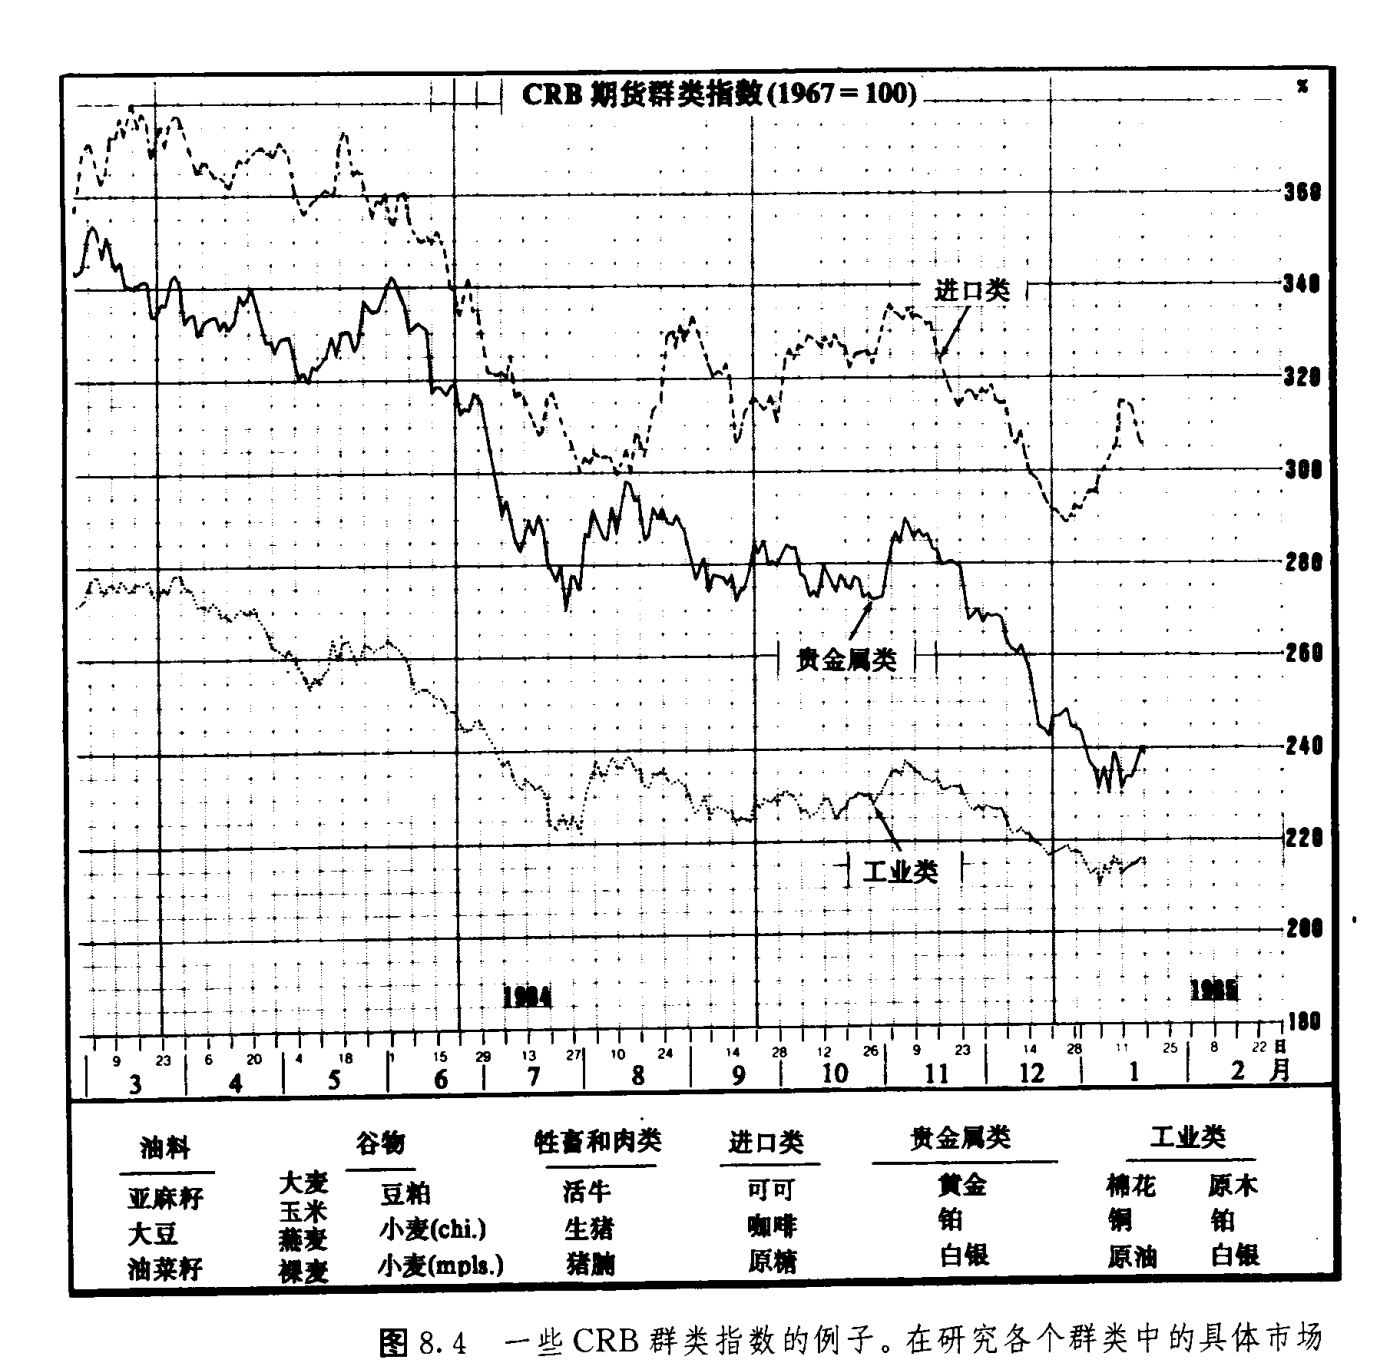 CRB 期货群类指数(1967=100)
%
360
340
进口类
320
300
280
贵金属类
260
240
220
工业类
200
1984
1985
180
9 23 6 20 4 18 1 15 29 13 27 10 24 14 28 12 26 9 23 14 28 11 25 8 22 日
3 4 5 6 7 8 9 10 11 12 1 2 月
油料 谷物 牲畜和肉类 进口类 贵金属类 工业类
亚麻籽 大麦 豆粕 活牛 可可 黄金 棉花 原木
大豆 玉米 小麦(chi.) 生猪 咖啡 铂 铜 铂
油菜籽 燕麦 小麦(mpls.) 猪腩 原糖 白银 原油 白银
裸麦
图 8.4 一些 CRB 群类指数的例子。在研究各个群类中的具体市场